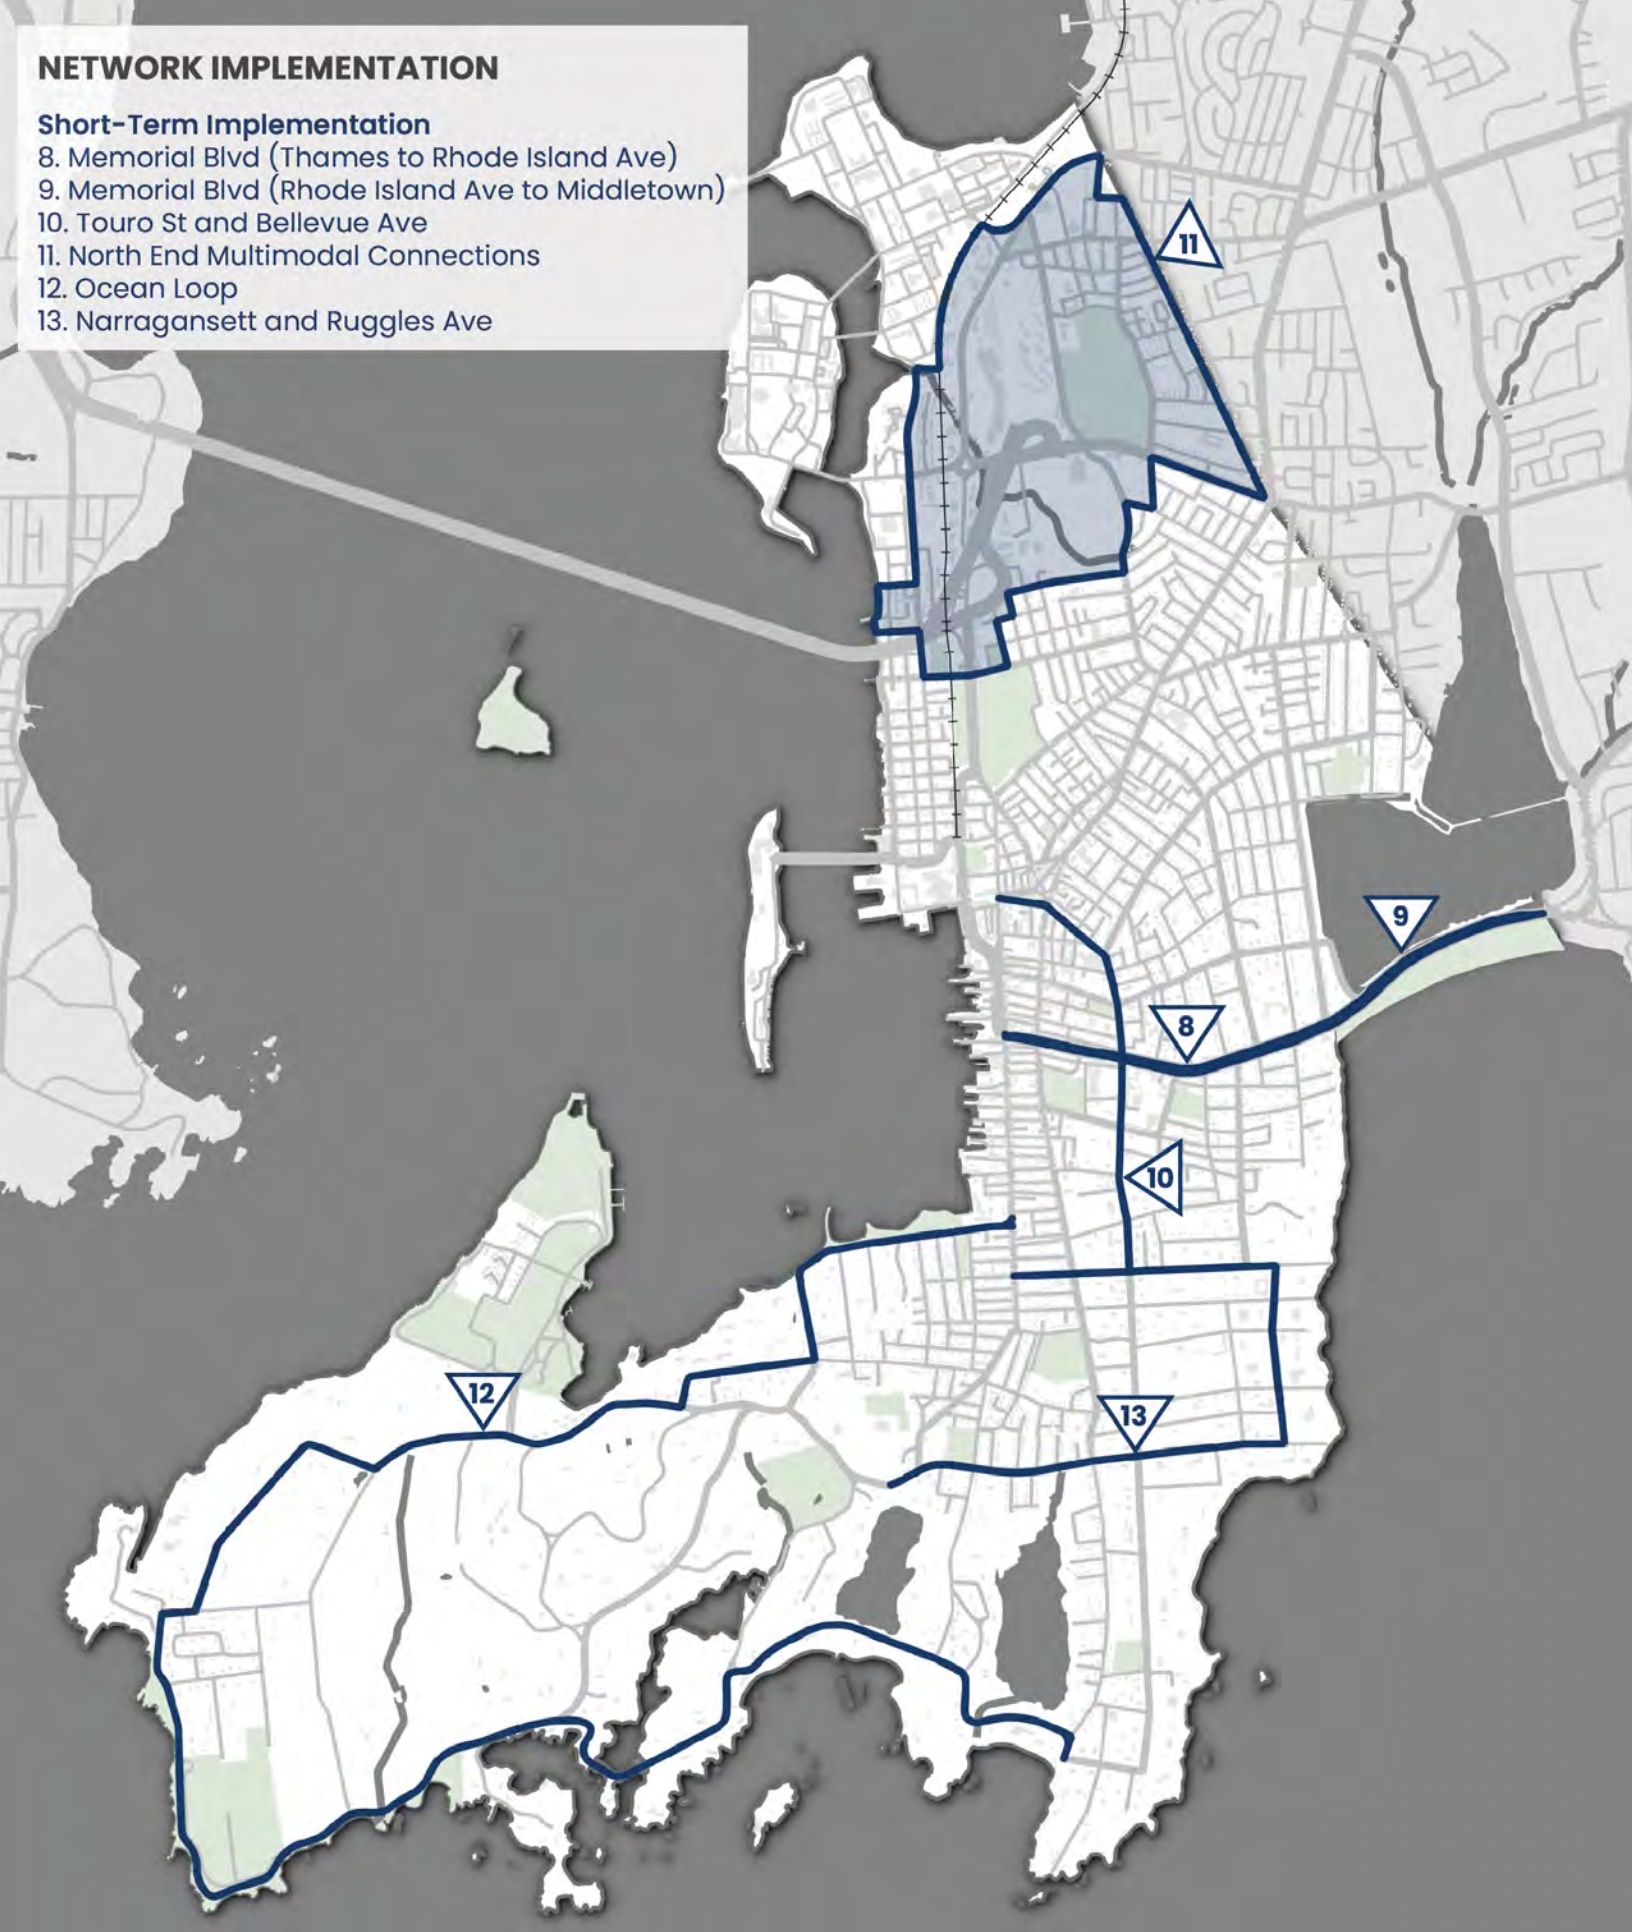 NETWORK IMPLEMENTATION
Short-Term Implementation
8. Memorial Blvd (Thames to Rhode Island Ave)
9. Memorial Blvd (Rhode Island Ave to Middletown)
10. Touro St and Bellevue Ave
11. North End Multimodal Connections
12. Ocean Loop
13. Narragansett and Ruggles Ave
11
9
8
10
12
13